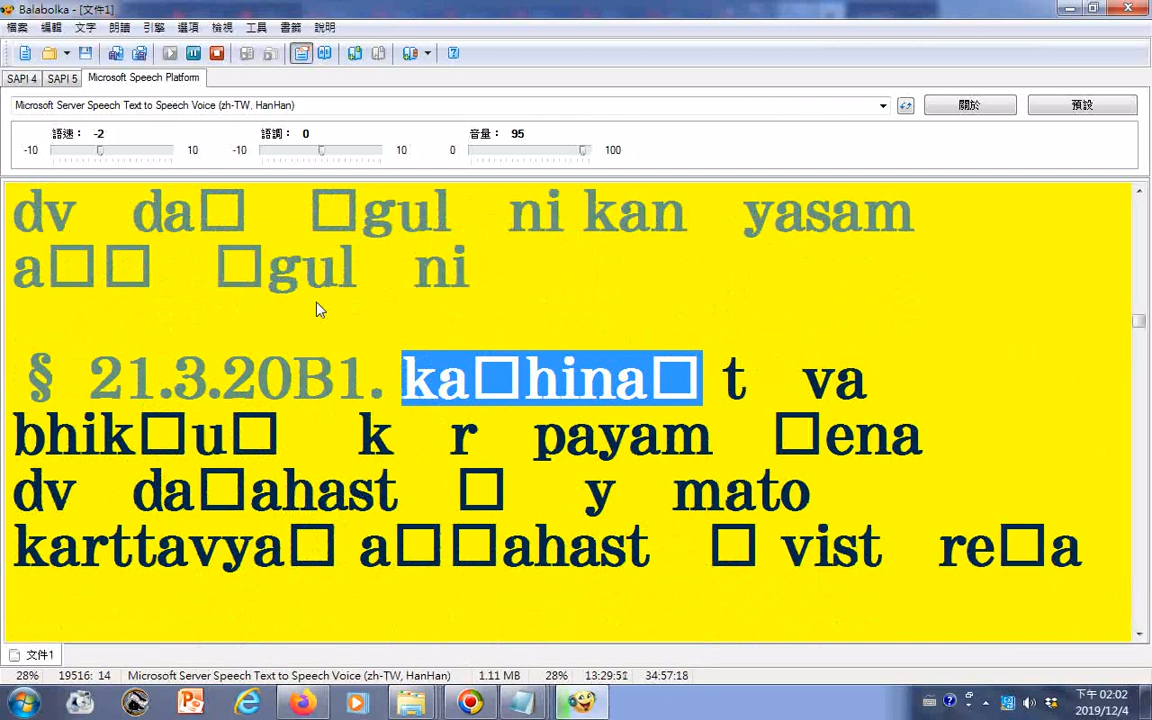 Balabolka - [文件1]
檔案 編輯 文字 朗讀 引擎 選項 檢視 工具 書籤 說明
SAPI 4 SAPI 5 Microsoft Speech Platform
Microsoft Server Speech Text to Speech Voice (zh-TW, HanHan) 關於 預設
語速： -2 語調： 0 音量： 95
-10 10 -10 10 0 100
dv da□ □gul ni kan yasam
a□□ □gul ni
§ 21.3.20B1. ka□hina□ t va
bhik□u□ k r payam □ena
dv da□ahast □ y mato
karttavya□ a□□ahast □ vist re□a
文件1
28% 19516: 14 Microsoft Server Speech Text to Speech Voice (zh-TW, HanHan) 1.11 MB 28% 13:29:51 34:57:18
下午 02:02
2019/12/4